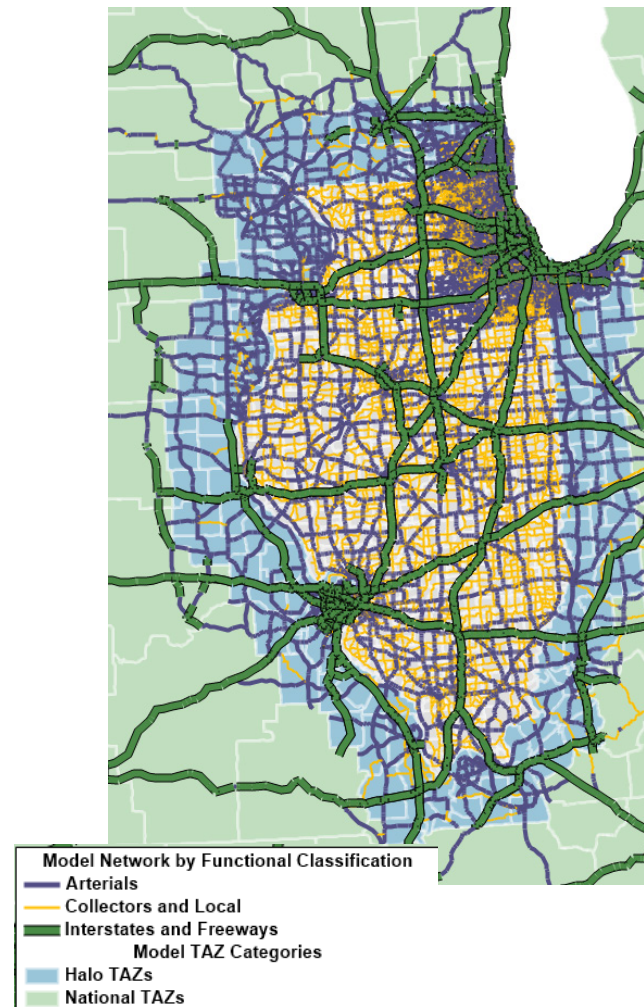 Model Network by Functional Classification
Arterials
Collectors and Local
Interstates and Freeways
Model TAZ Categories
Halo TAZs
National TAZs